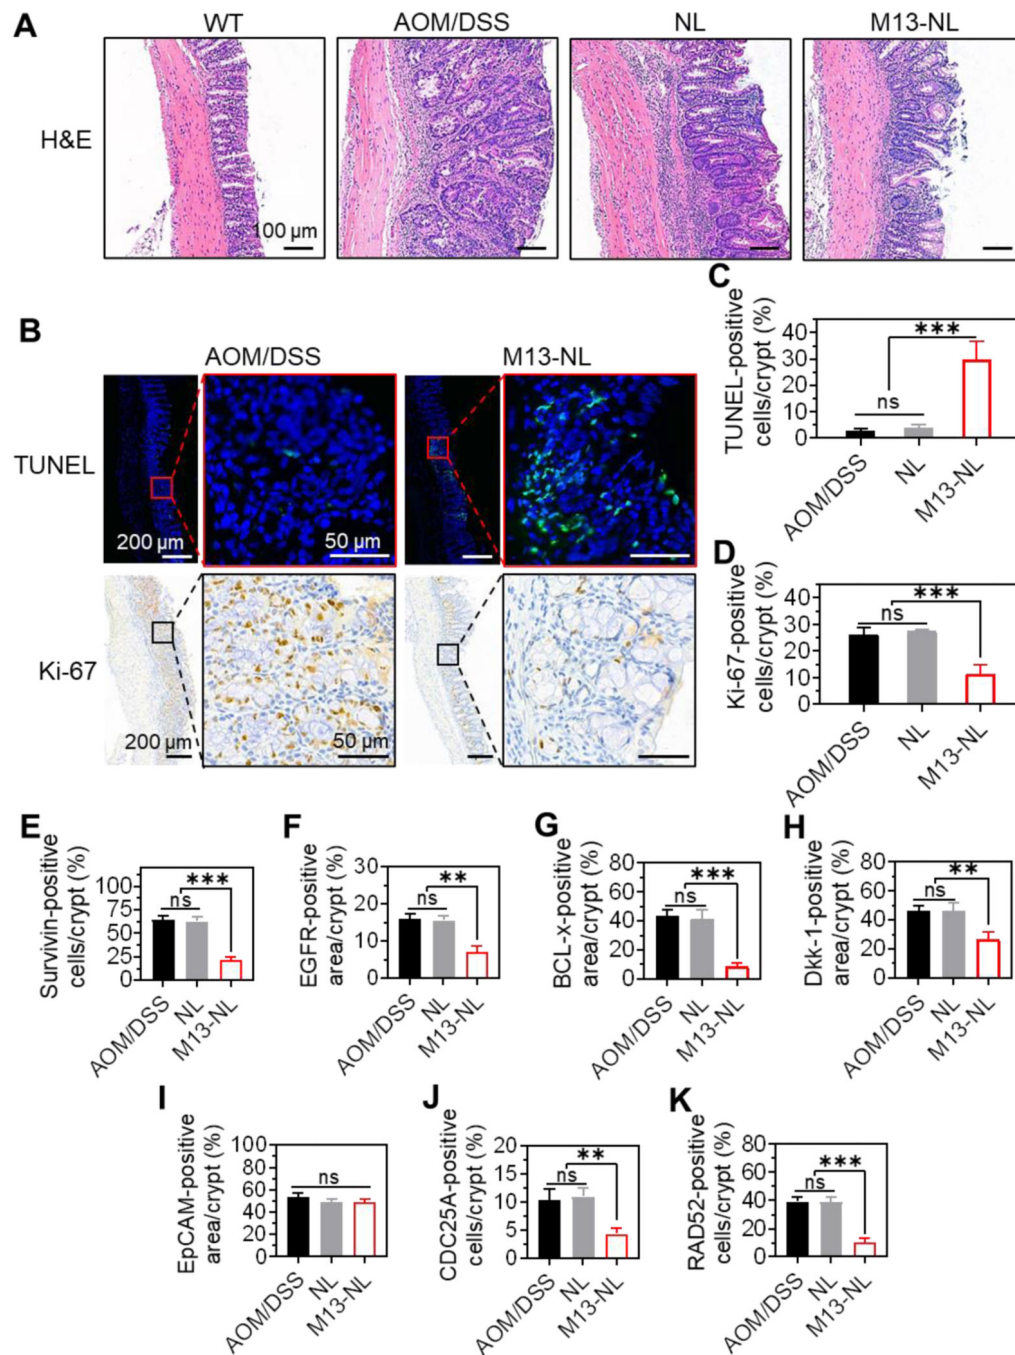 A
WT
AOM/DSS
NL
M13-NL
H&E
100 µm
B
AOM/DSS
M13-NL
TUNEL
200 µm
50 µm
Ki-67
200 µm
50 µm
C
TUNEL-positive
cells/crypt (%)
40
30
20
10
0
ns
***
AOM/DSS
NL
M13-NL
D
Ki-67-positive
cells/crypt (%)
40
30
20
10
0
ns
***
AOM/DSS
NL
M13-NL
E
Survivin-positive
cells/crypt (%)
100
75
50
25
0
ns
***
AOM/DSS
NL
M13-NL
F
EGFR-positive
area/crypt (%)
30
20
10
0
ns
**
AOM/DSS
NL
M13-NL
G
BCL-x-positive
area/crypt (%)
80
60
40
20
0
ns
***
AOM/DSS
NL
M13-NL
H
Dkk-1-positive
area/crypt (%)
80
60
40
20
0
ns
**
AOM/DSS
NL
M13-NL
I
EpCAM-positive
area/crypt (%)
100
80
60
40
20
0
ns
AOM/DSS
NL
M13-NL
J
CDC25A-positive
cells/crypt (%)
20
15
10
5
0
ns
**
AOM/DSS
NL
M13-NL
K
RAD52-positive
cells/crypt (%)
80
60
40
20
0
ns
***
AOM/DSS
NL
M13-NL